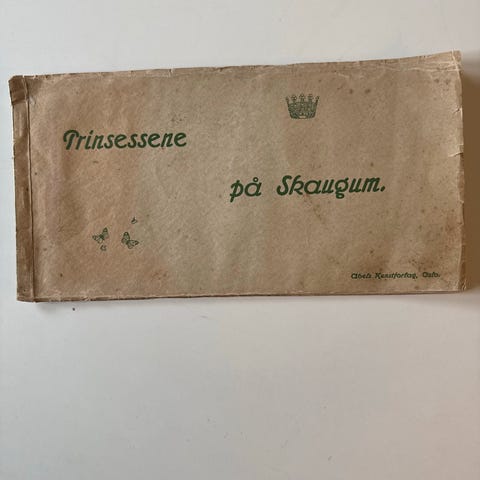 Prinsessene
på Skaugum.
Abels Kunstforlag, Oslo.